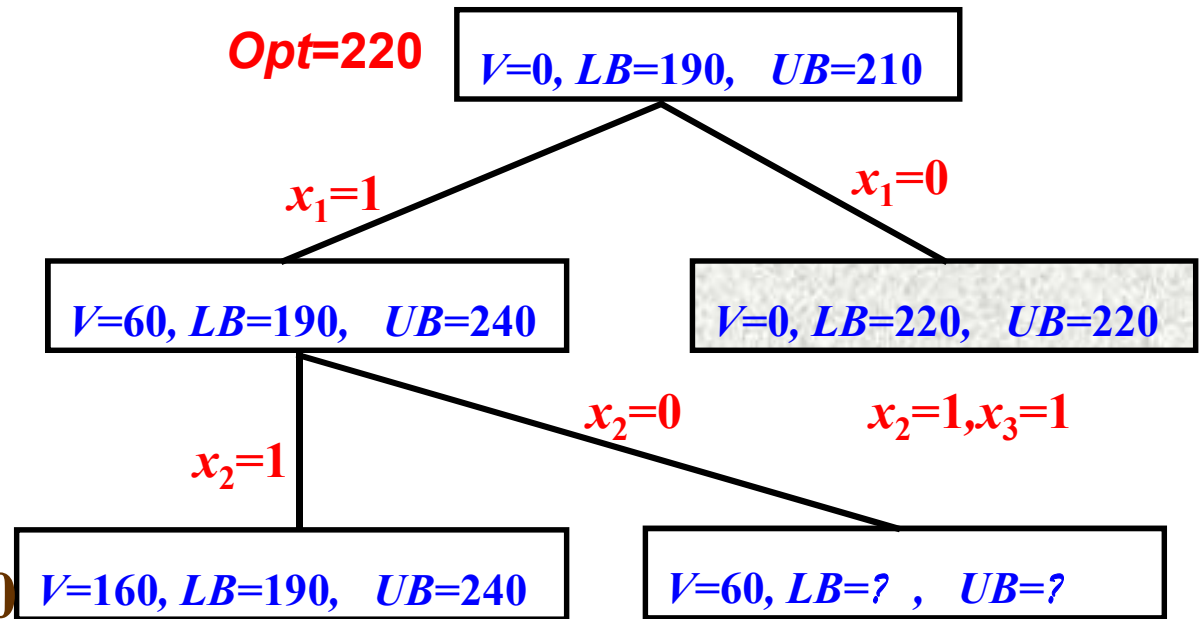 Opt=220
V=0, LB=190, UB=210
x₁=1
x₁=0
V=60, LB=190, UB=240
V=0, LB=220, UB=220
x₂=1
x₂=0
x₂=1,x₃=1
V=160, LB=190, UB=240
V=60, LB=? , UB=?